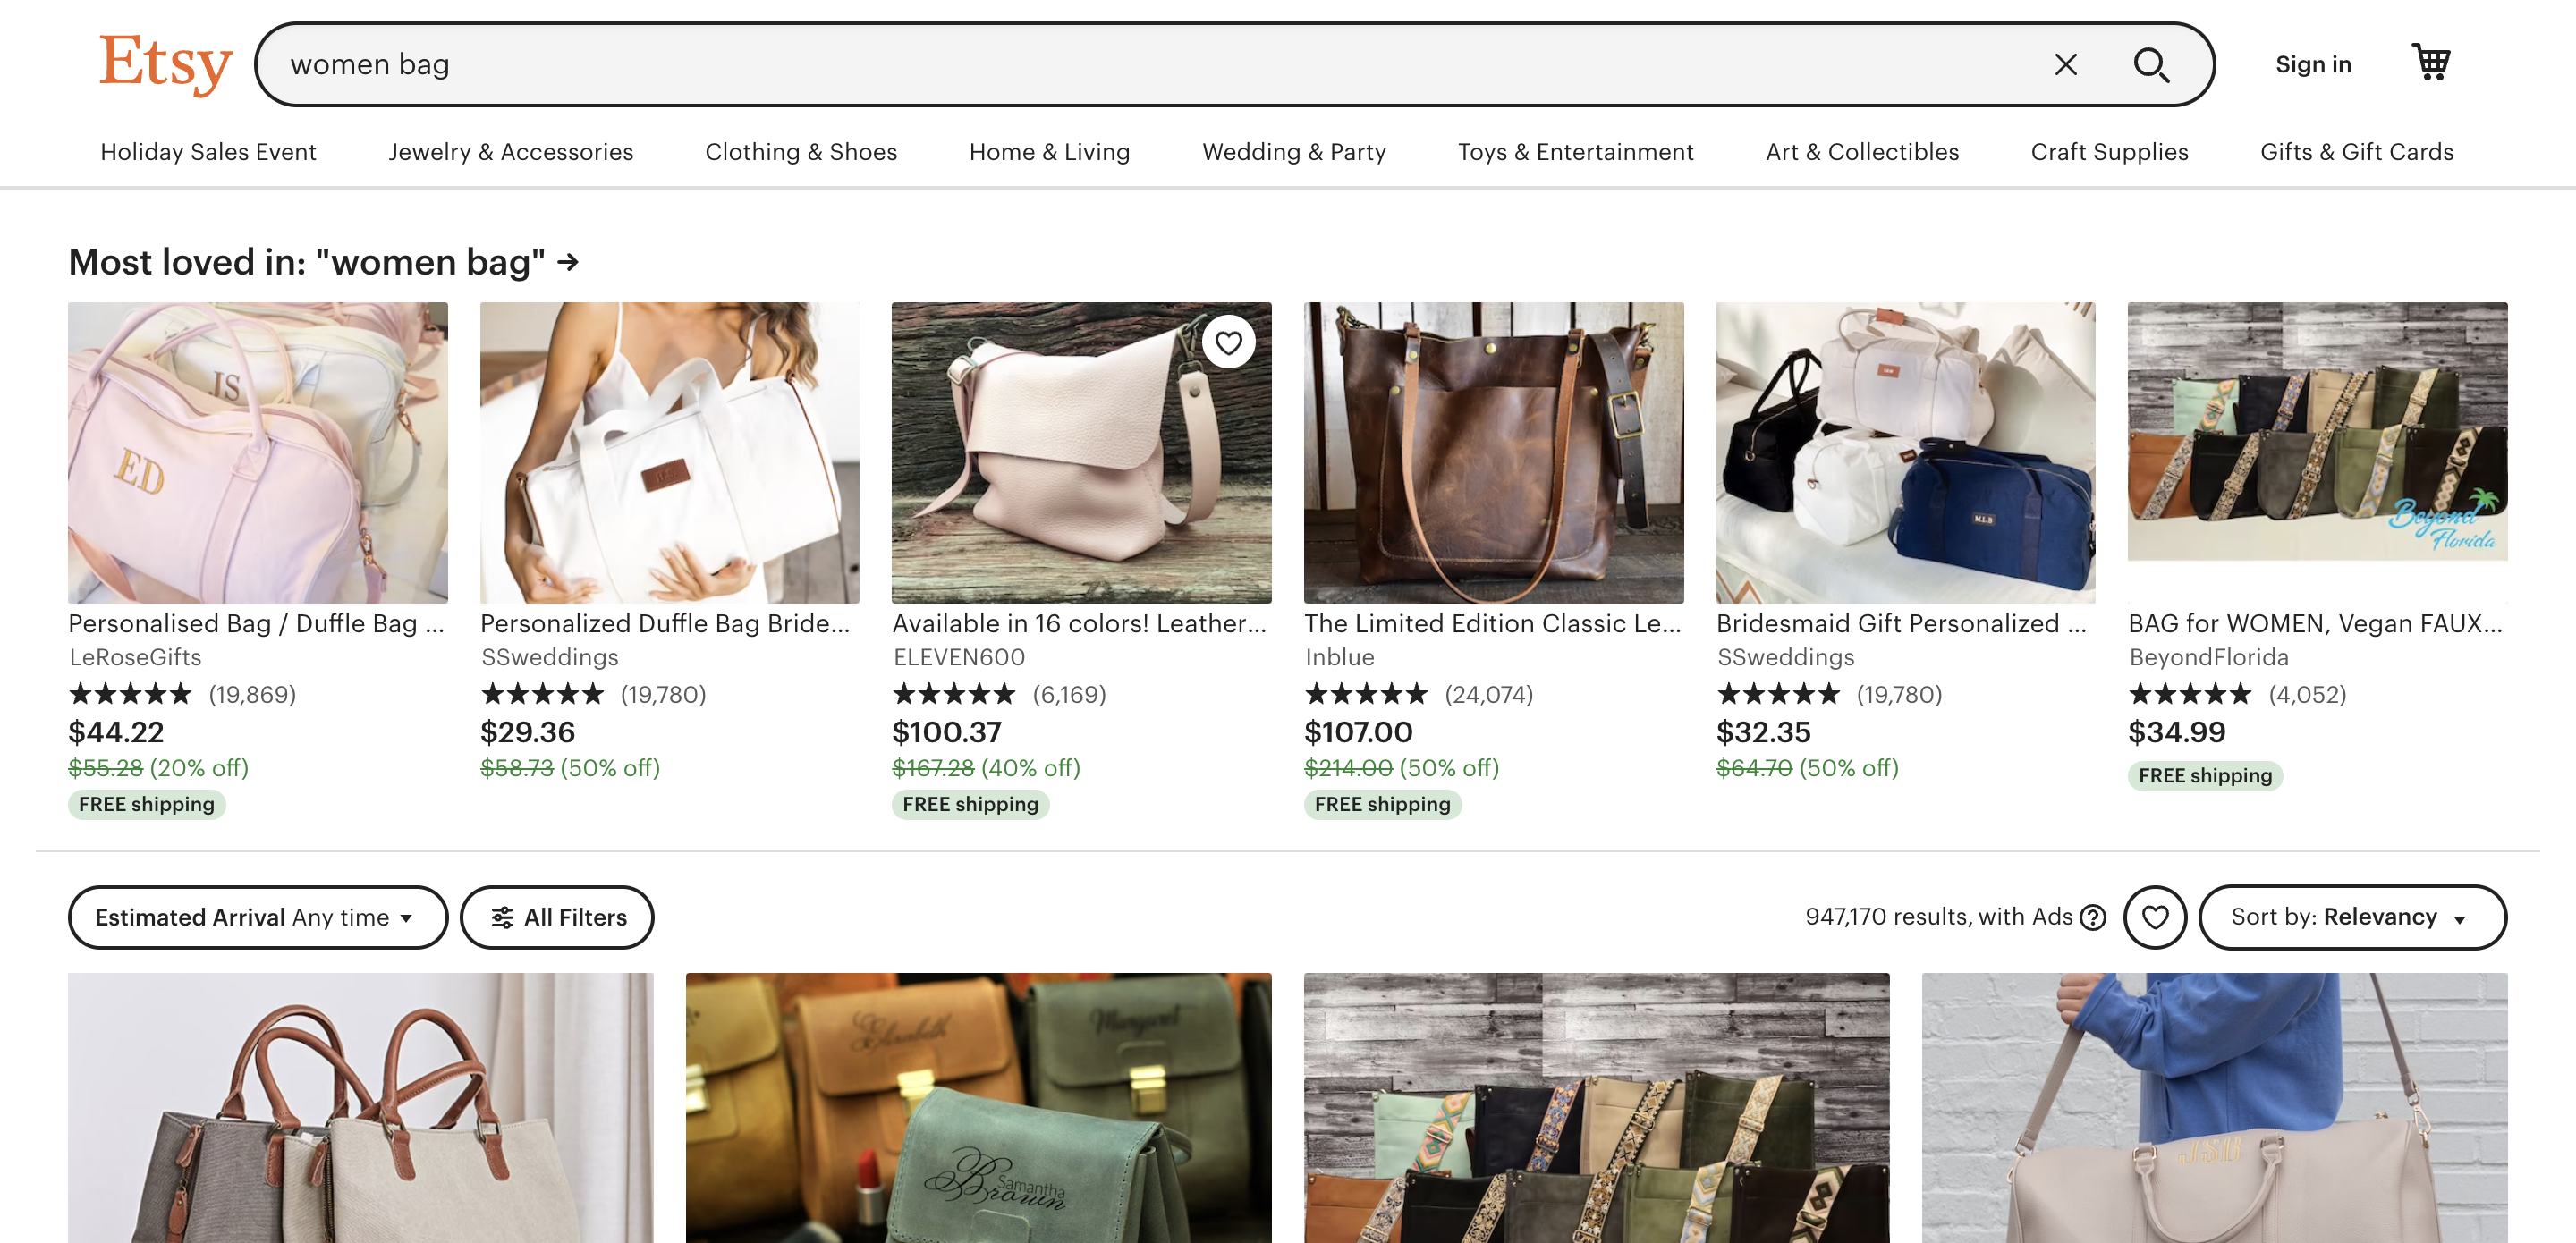 Etsy
women bag
Sign in
Holiday Sales Event
Jewelry & Accessories
Clothing & Shoes
Home & Living
Wedding & Party
Toys & Entertainment
Art & Collectibles
Craft Supplies
Gifts & Gift Cards
Most loved in: "women bag" →
JS
ED
M.L.B
Beyond
Florida
Personalised Bag / Duffle Bag ...
LeRoseGifts
(19,869)
$44.22
$55.28 (20% off)
FREE shipping
Personalized Duffle Bag Bride...
SSweddings
(19,780)
$29.36
$58.73 (50% off)
Available in 16 colors! Leather...
ELEVEN600
(6,169)
$100.37
$167.28 (40% off)
FREE shipping
The Limited Edition Classic Le...
Inblue
(24,074)
$107.00
$214.00 (50% off)
FREE shipping
Bridesmaid Gift Personalized ...
SSweddings
(19,780)
$32.35
$64.70 (50% off)
BAG for WOMEN, Vegan FAUX...
BeyondFlorida
(4,052)
$34.99
FREE shipping
Estimated Arrival Any time
All Filters
947,170 results, with Ads
Sort by: Relevancy
Elizabeth
Margaret
Samantha
Brown
JSB